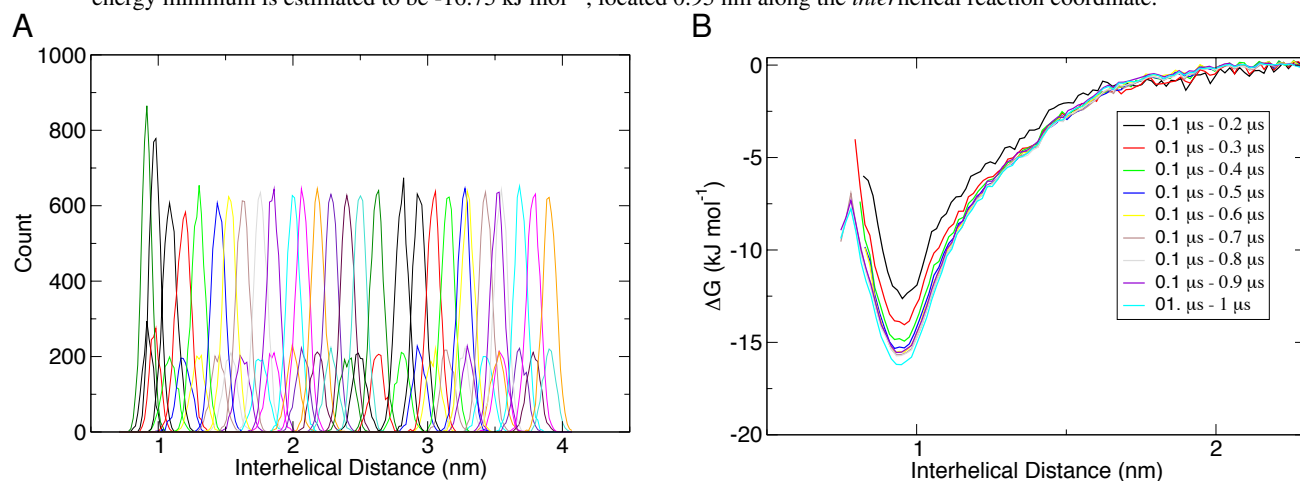 energy minimum is estimated to be -16.75 kJ mol⁻¹, located 0.95 nm along the interhelical reaction coordinate.
A
B
1000
800
600
400
200
0
Count
1
2
3
4
Interhelical Distance (nm)
0
-5
-10
-15
-20
ΔG (kJ mol⁻¹)
1
2
Interhelical Distance (nm)
0.1 µs - 0.2 µs
0.1 µs - 0.3 µs
0.1 µs - 0.4 µs
0.1 µs - 0.5 µs
0.1 µs - 0.6 µs
0.1 µs - 0.7 µs
0.1 µs - 0.8 µs
0.1 µs - 0.9 µs
01. µs - 1 µs